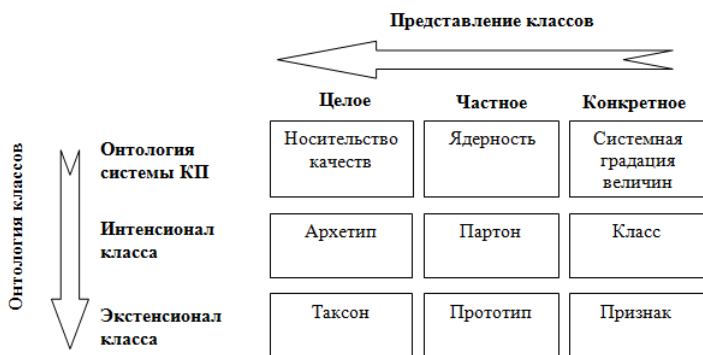 Представление классов
Целое Частное Конкретное
Онтология классов
Онтология
системы КП
Носительство
качеств
Ядерность
Системная
градация
величин
Интенсионал
класса
Архетип
Партон
Класс
Экстенсионал
класса
Таксон
Прототип
Признак